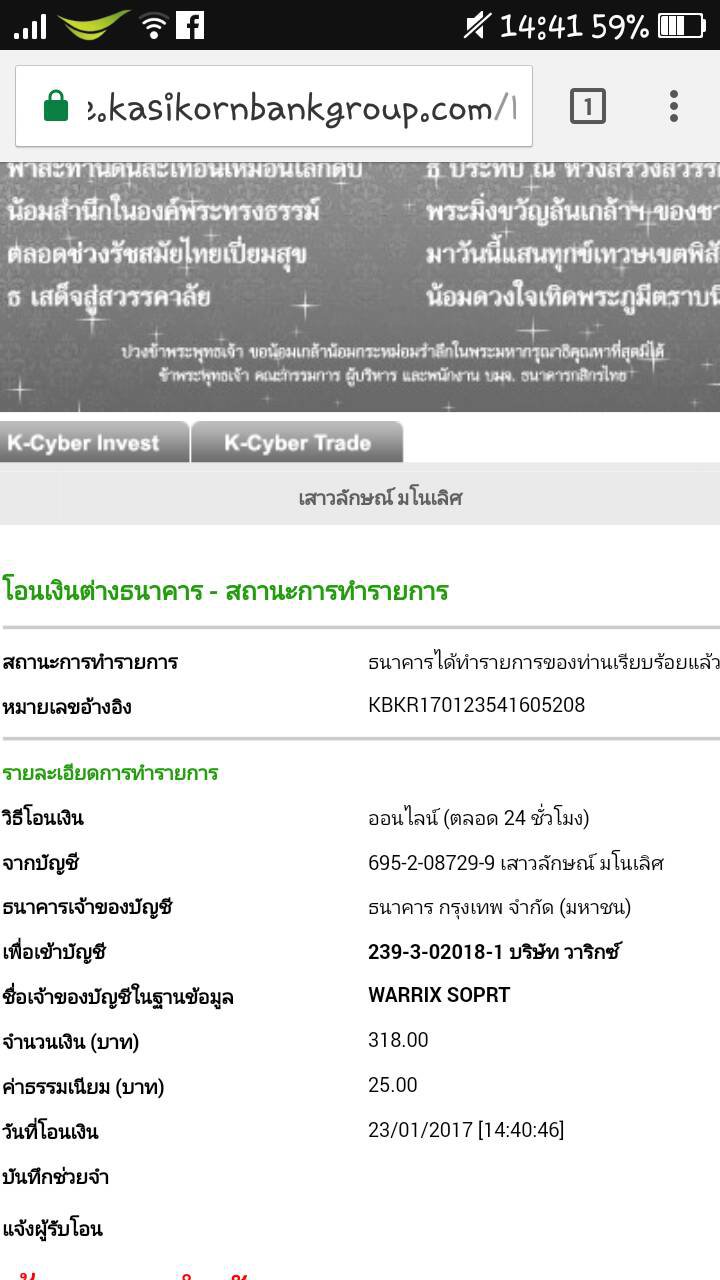 14:41 59%
e.kasikornbankgroup.com/
1
น้อมสำนึกในองค์พระทรงธรรม์ พระมิ่งขวัญลันเกล้าฯ ของชา
ตลอดช่วงรัชสมัยไทยเปี่ยมสุข มาวันนี้แสนทุกข์เทวษเขตพิสั
ธ เสด็จสู่สวรรคาลัย น้อมดวงใจเทิดพระภูมีตราบนิ
ปวงข้าพระพุทธเจ้า ขอน้อมเกล้าน้อมกระหม่อมรำลึกในพระมหากรุณาธิคุณหาที่สุดมิได้
ข้าพระพุทธเจ้า คณะกรรมการ ผู้บริหาร และพนักงาน บมจ. ธนาคารกสิกรไทย
K-Cyber Invest K-Cyber Trade
เสาวลักษณ์ มโนเลิศ
โอนเงินต่างธนาคาร - สถานะการทำรายการ
สถานะการทำรายการ ธนาคารได้ทำรายการของท่านเรียบร้อยแล้ว
หมายเลขอ้างอิง KBKR170123541605208
รายละเอียดการทำรายการ
วิธีโอนเงิน ออนไลน์ (ตลอด 24 ชั่วโมง)
จากบัญชี 695-2-08729-9 เสาวลักษณ์ มโนเลิศ
ธนาคารเจ้าของบัญชี ธนาคาร กรุงเทพ จำกัด (มหาชน)
เพื่อเข้าบัญชี 239-3-02018-1 บริษัท วาริกซ์
ชื่อเจ้าของบัญชีในฐานข้อมูล WARRIX SOPRT
จำนวนเงิน (บาท) 318.00
ค่าธรรมเนียม (บาท) 25.00
วันที่โอนเงิน 23/01/2017 [14:40:46]
บันทึกช่วยจำ
แจ้งผู้รับโอน